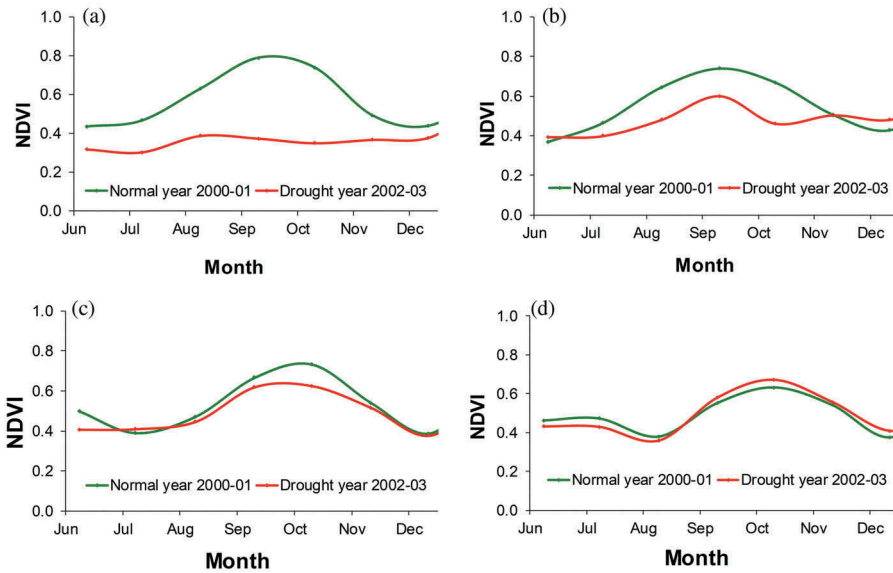 (a)
1.0
0.8
0.6
0.4
0.2
0.0
NDVI
Normal year 2000-01 Drought year 2002-03
Jun Jul Aug Sep Oct Nov Dec
Month
(b)
1.0
0.8
0.6
0.4
0.2
0.0
NDVI
Normal year 2000-01 Drought year 2002-03
Jun Jul Aug Sep Oct Nov Dec
Month
(c)
1.0
0.8
0.6
0.4
0.2
0.0
NDVI
Normal year 2000-01 Drought year 2002-03
Jun Jul Aug Sep Oct Nov Dec
Month
(d)
1.0
0.8
0.6
0.4
0.2
0.0
NDVI
Normal year 2000-01 Drought year 2002-03
Jun Jul Aug Sep Oct Nov Dec
Month